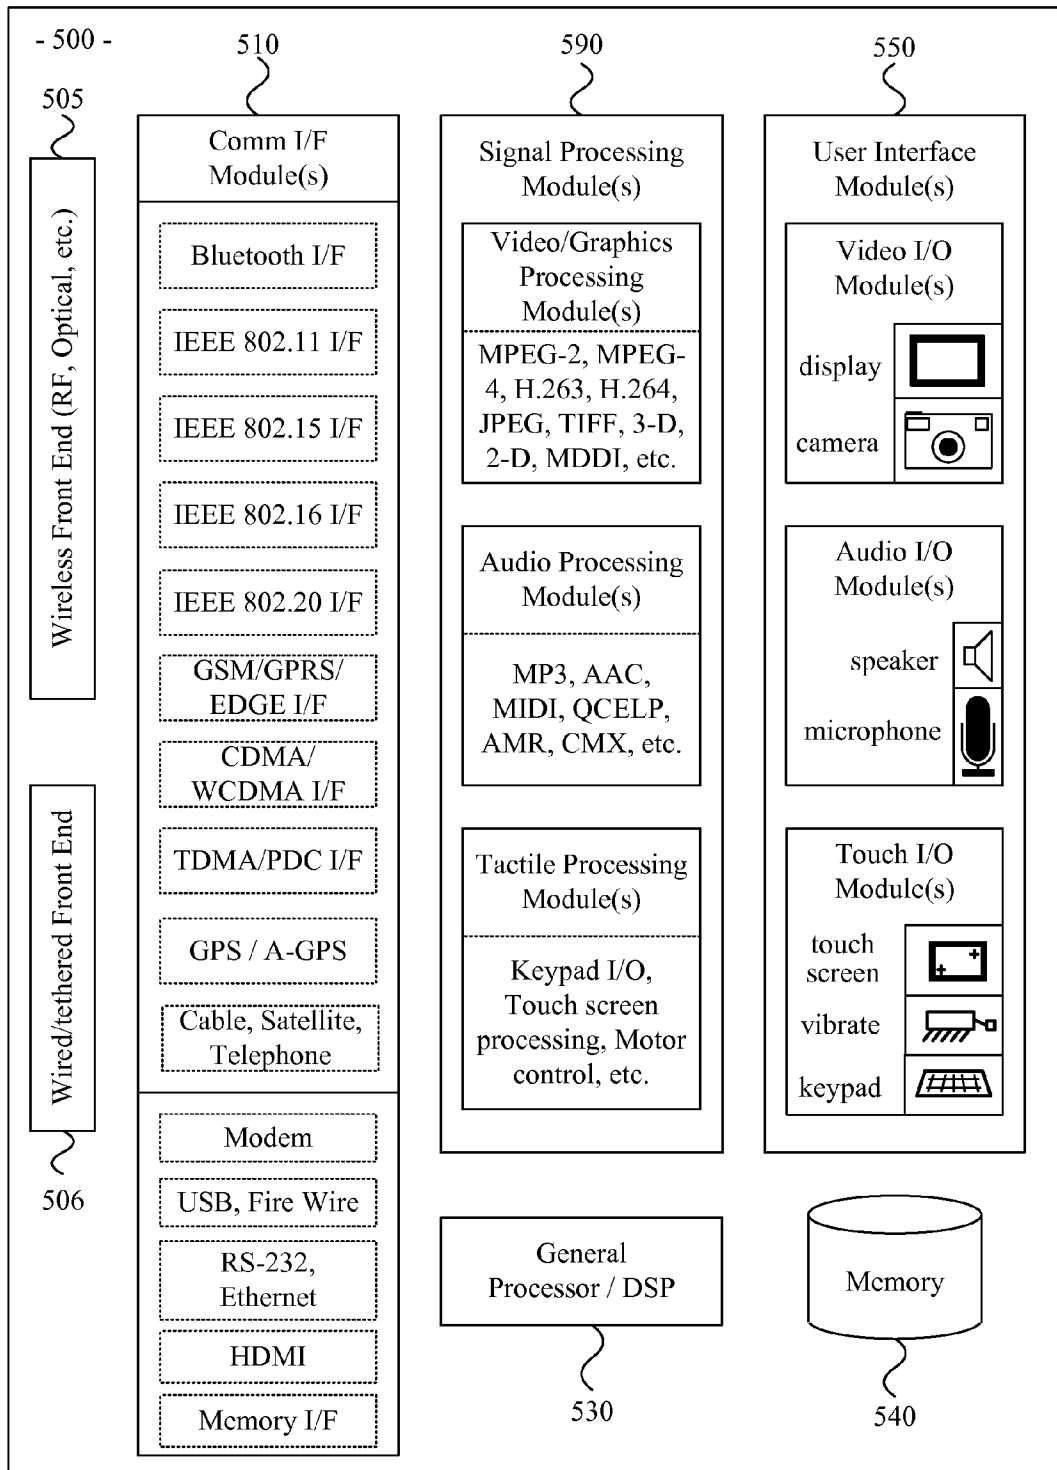 - 500 -
510
590
550
505
Wireless Front End (RF, Optical, etc.)
Wired/tethered Front End
506
Comm I/F
Module(s)
Bluetooth I/F
IEEE 802.11 I/F
IEEE 802.15 I/F
IEEE 802.16 I/F
IEEE 802.20 I/F
GSM/GPRS/
EDGE I/F
CDMA/
WCDMA I/F
TDMA/PDC I/F
GPS / A-GPS
Cable, Satellite,
Telephone
Modem
USB, Fire Wire
RS-232,
Ethernet
HDMI
Memory I/F
Signal Processing
Module(s)
Video/Graphics
Processing
Module(s)
MPEG-2, MPEG-
4, H.263, H.264,
JPEG, TIFF, 3-D,
2-D, MDDI, etc.
Audio Processing
Module(s)
MP3, AAC,
MIDI, QCELP,
AMR, CMX, etc.
Tactile Processing
Module(s)
Keypad I/O,
Touch screen
processing, Motor
control, etc.
General
Processor / DSP
530
User Interface
Module(s)
Video I/O
Module(s)
display
camera
Audio I/O
Module(s)
speaker
microphone
Touch I/O
Module(s)
touch
screen
vibrate
keypad
Memory
540